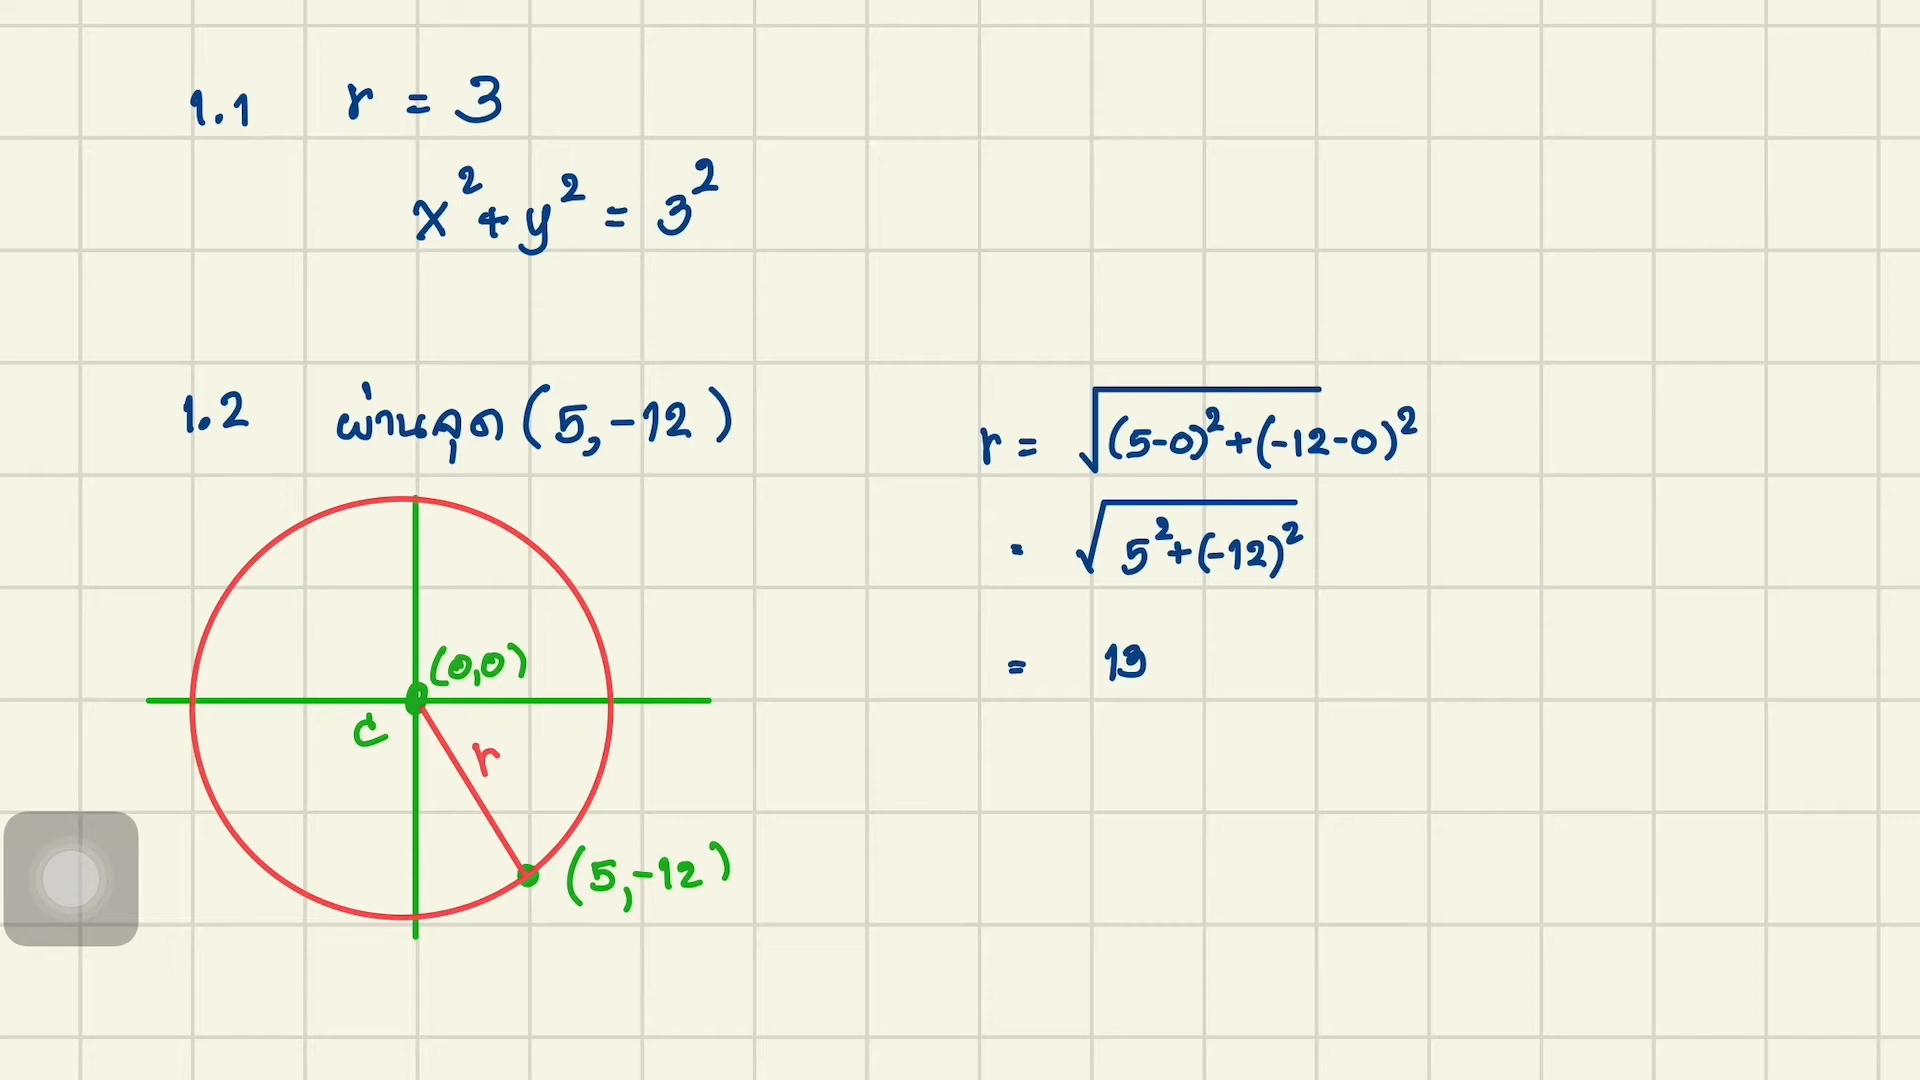 1.1 r = 3
x² + y² = 3²
1.2 ผ่านจุด (5,-12)
r = √(5-0)²+(-12-0)²
= √5²+(-12)²
= 13
(0,0)
C
r
(5,-12)